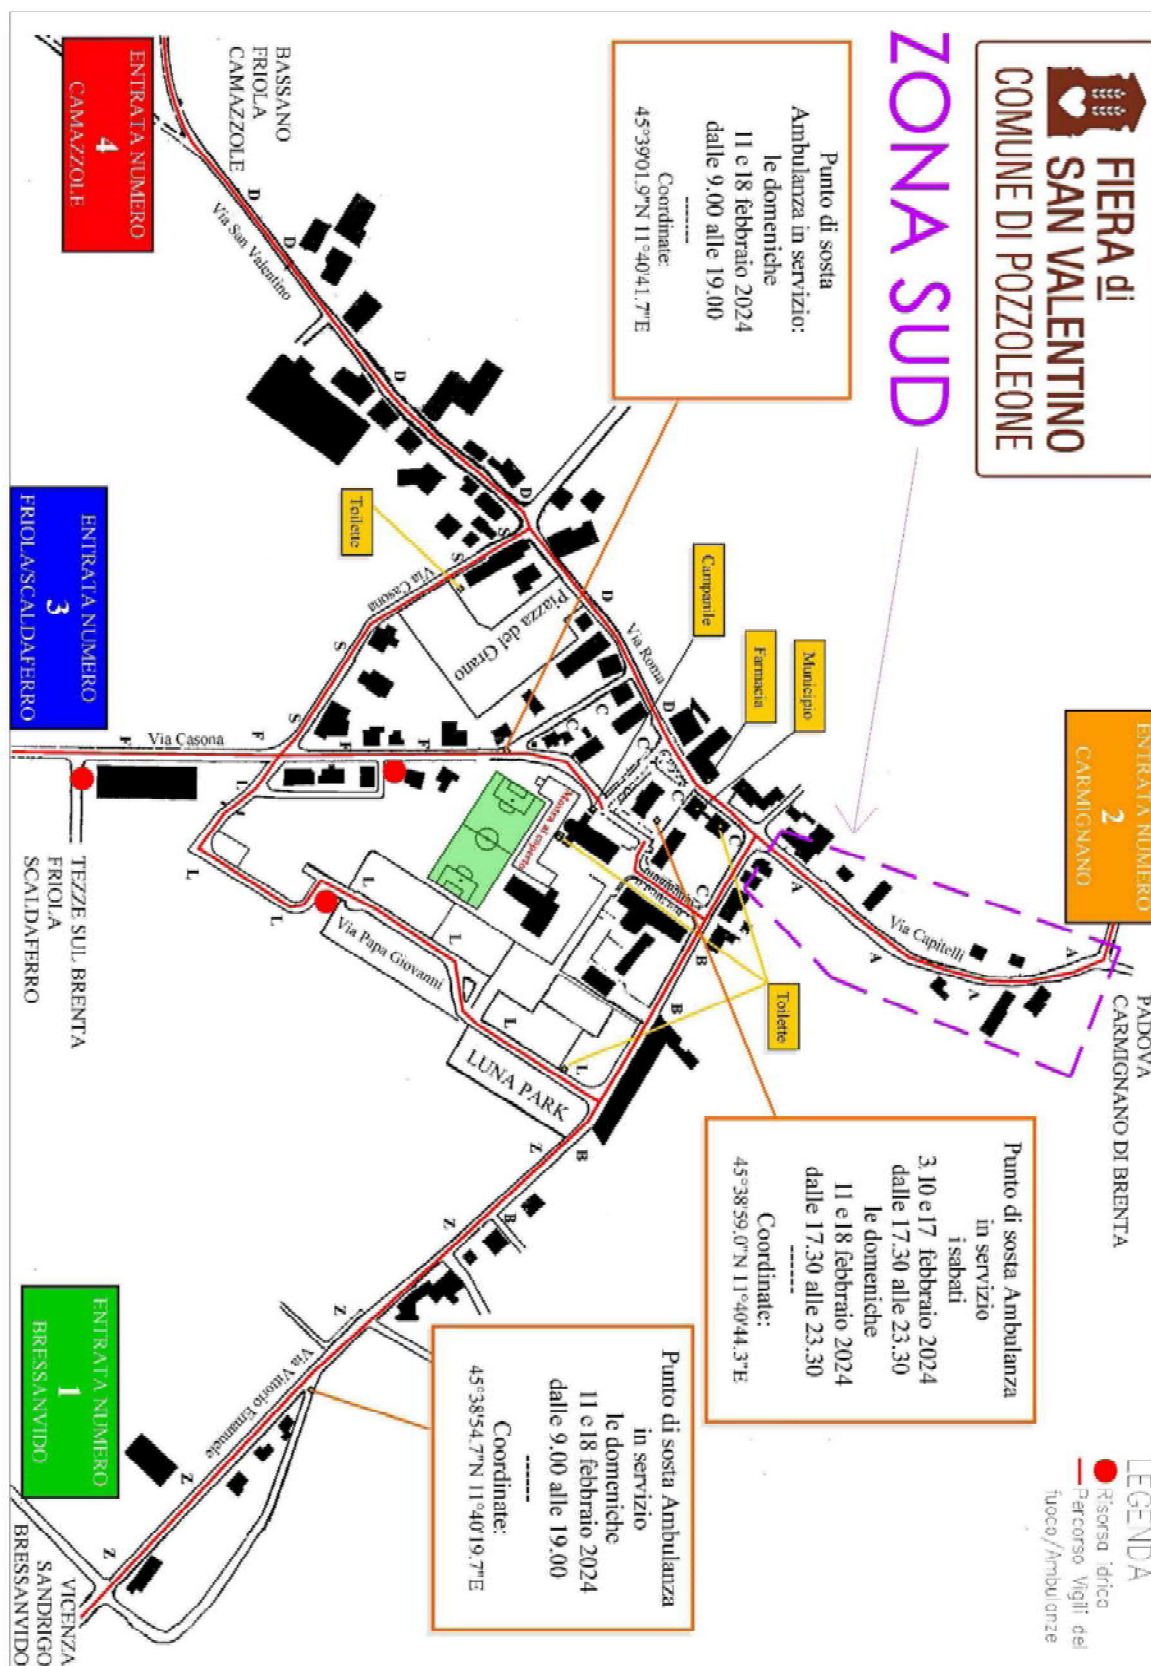 FIERA di
SAN VALENTINO
COMUNE DI POZZOLEONE
ZONA SUD
ENTRATA NUMERO
2
CARMIGNANO
PADOVA
CARMIGNANO DI BRENTA
LEGENDA
Risorsa idrica
Percorso Vigili del
fuoco/Ambulanze
Punto di sosta
Ambulanza in servizio:
le domeniche
11 e 18 febbraio 2024
dalle 9.00 alle 19.00
------
Coordinate:
45°39'01.9"N 11°40'41.7"E
Punto di sosta Ambulanza
in servizio
i sabati
3.10 e 17 febbraio 2024
dalle 17.30 alle 23.30
le domeniche
11 e 18 febbraio 2024
dalle 17.30 alle 23.30
------
Coordinate:
45°38'59.0"N 11°40'44.3"E
Punto di sosta Ambulanza
in servizio
le domeniche
11 e 18 febbraio 2024
dalle 9.00 alle 19.00
------
Coordinate:
45°38'54.7"N 11°40'19.7"E
Municipio
Farmacia
Campanile
Toilette
Toilette
Via Capitelli
A
A
A
A
Via Roma
D
D
D
D
D
D
Via San Valentino
Piazza del Grano
Via Casona
S
S
S
S
Via Casona
F
F
F
F
C
C
C
C
C
C
B
B
B
B
Mostra al coperto
Via Papa Giovanni
L
L
L
L
L
L
L
LUNA PARK
Z
Z
Z
Z
Z
Via Vittorio Emanuele
BASSANO
FRIOLA
CAMAZZOLE
ENTRATA NUMERO
4
CAMAZZOLE
ENTRATA NUMERO
3
FRIOLA/SCALDAFERRO
TEZZE SUL BRENTA
FRIOLA
SCALDAFERRO
ENTRATA NUMERO
1
BRESSANVIDO
VICENZA
SANDRIGO
BRESSANVIDO